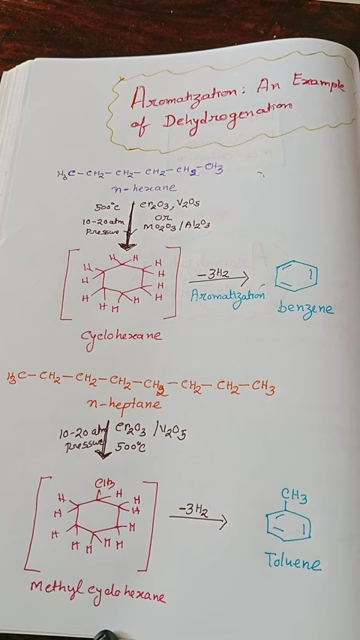 Aromatization: An Example
of Dehydrogenation
H₃C-CH₂-CH₂-CH₂-CH₂-CH₃
n-hexane
500°C Cr₂O₃, V₂O₅
or
10-20 atm Pressure Mo₂O₃/Al₂O₃
H H H H H H H H H H H H
-3H₂
Aromatization
cyclohexane
benzene
H₃C-CH₂-CH₂-CH₂-CH₂-CH₂-CH₂-CH₃
n-heptane
10-20 atm Pressure Cr₂O₃/V₂O₅
500°C
CH₃
H H H H H H H H H H H
-3H₂
CH₃
Methyl cyclohexane
Toluene